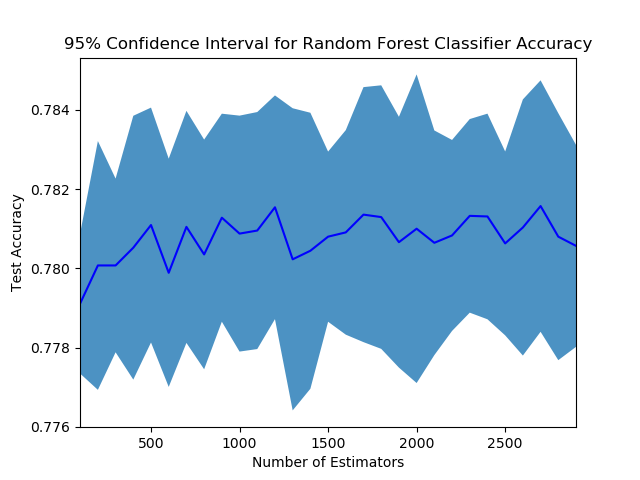 95% Confidence Interval for Random Forest Classifier Accuracy
0.784
0.782
0.780
0.778
0.776
Test Accuracy
500 1000 1500 2000 2500
Number of Estimators